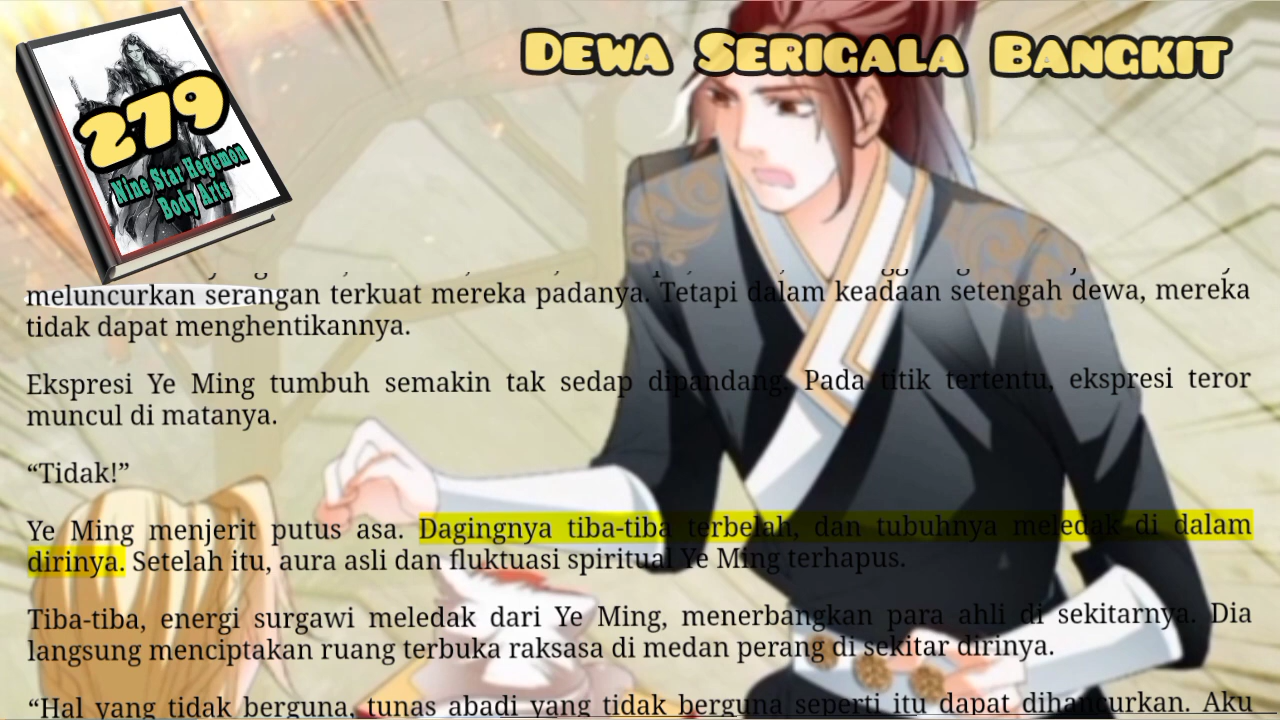 DEWA SERIGALA BANGKIT
279
Nine Star Hegemon
Body Arts
meluncurkan serangan terkuat mereka padanya. Tetapi dalam keadaan setengah dewa, mereka
tidak dapat menghentikannya.
Ekspresi Ye Ming tumbuh semakin tak sedap dipandang. Pada titik tertentu, ekspresi teror
muncul di matanya.
“Tidak!”
Ye Ming menjerit putus asa. Dagingnya tiba-tiba terbelah, dan tubuhnya meledak di dalam
dirinya. Setelah itu, aura asli dan fluktuasi spiritual Ye Ming terhapus.
Tiba-tiba, energi surgawi meledak dari Ye Ming, menerbangkan para ahli di sekitarnya. Dia
langsung menciptakan ruang terbuka raksasa di medan perang di sekitar dirinya.
“Hal yang tidak berguna, tunas abadi yang tidak berguna seperti itu dapat dihancurkan. Aku